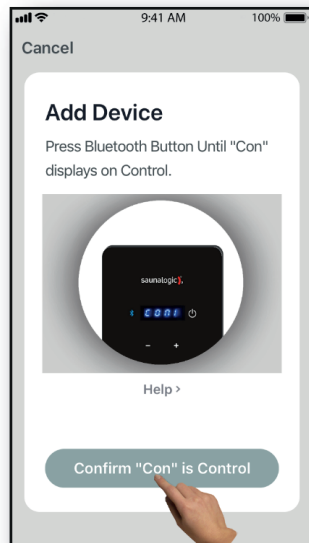 9:41 AM 100%
Cancel
Add Device
Press Bluetooth Button Until "Con"
displays on Control.
saunalogic
CON1
− +
Help >
Confirm "Con" is Control